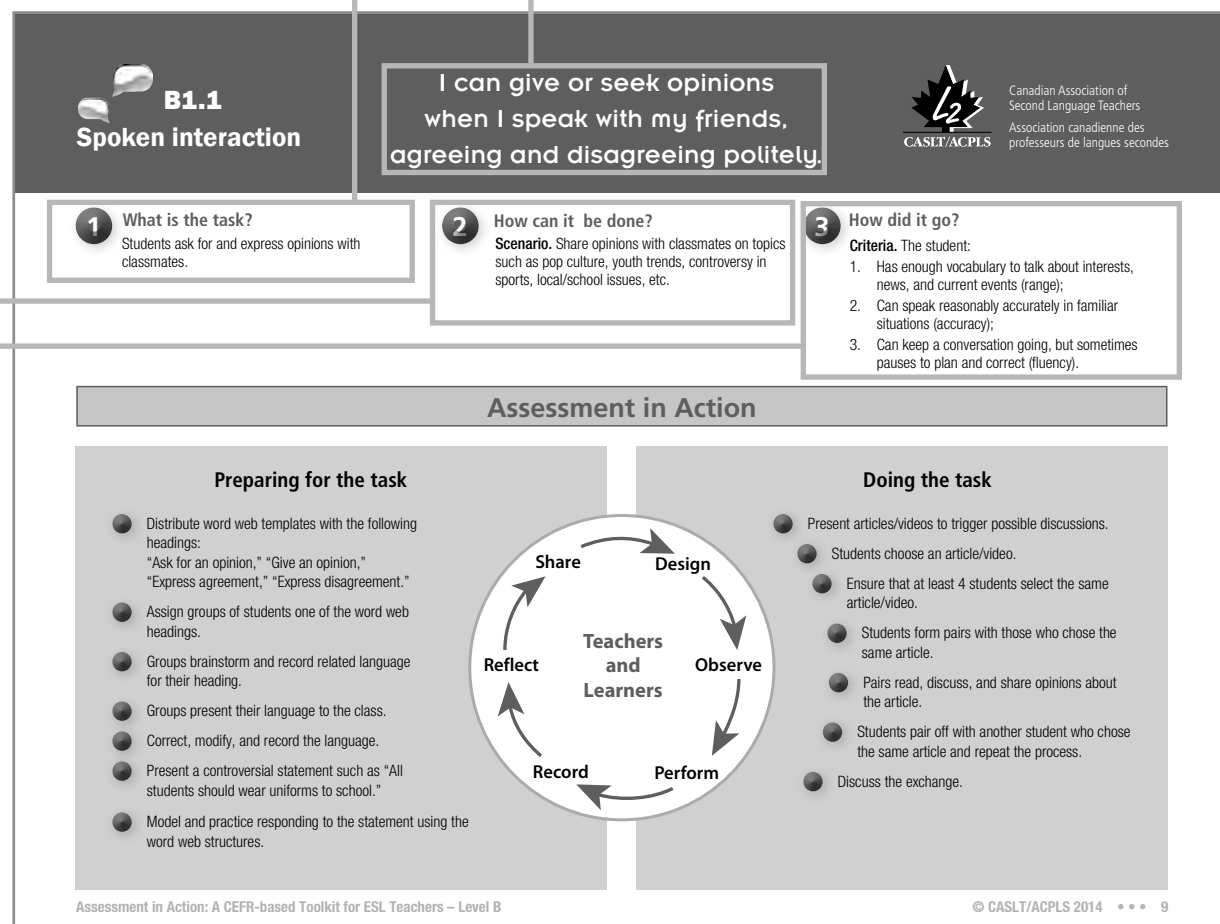 B1.1
Spoken interaction
I can give or seek opinions
when I speak with my friends,
agreeing and disagreeing politely.
L2
CASLT/ACPLS
Canadian Association of
Second Language Teachers
Association canadienne des
professeurs de langues secondes
1
What is the task?
Students ask for and express opinions with
classmates.
2
How can it be done?
Scenario. Share opinions with classmates on topics
such as pop culture, youth trends, controversy in
sports, local/school issues, etc.
3
How did it go?
Criteria. The student:
1. Has enough vocabulary to talk about interests,
news, and current events (range);
2. Can speak reasonably accurately in familiar
situations (accuracy);
3. Can keep a conversation going, but sometimes
pauses to plan and correct (fluency).
Assessment in Action
Preparing for the task
Distribute word web templates with the following
headings:
“Ask for an opinion,” “Give an opinion,”
“Express agreement,” “Express disagreement.”
Assign groups of students one of the word web
headings.
Groups brainstorm and record related language
for their heading.
Groups present their language to the class.
Correct, modify, and record the language.
Present a controversial statement such as “All
students should wear uniforms to school.”
Model and practice responding to the statement using the
word web structures.
Share
Design
Observe
Perform
Record
Reflect
Teachers
and
Learners
Doing the task
Present articles/videos to trigger possible discussions.
Students choose an article/video.
Ensure that at least 4 students select the same
article/video.
Students form pairs with those who chose the
same article.
Pairs read, discuss, and share opinions about
the article.
Students pair off with another student who chose
the same article and repeat the process.
Discuss the exchange.
Assessment in Action: A CEFR-based Toolkit for ESL Teachers – Level B
© CASLT/ACPLS 2014 • • • 9